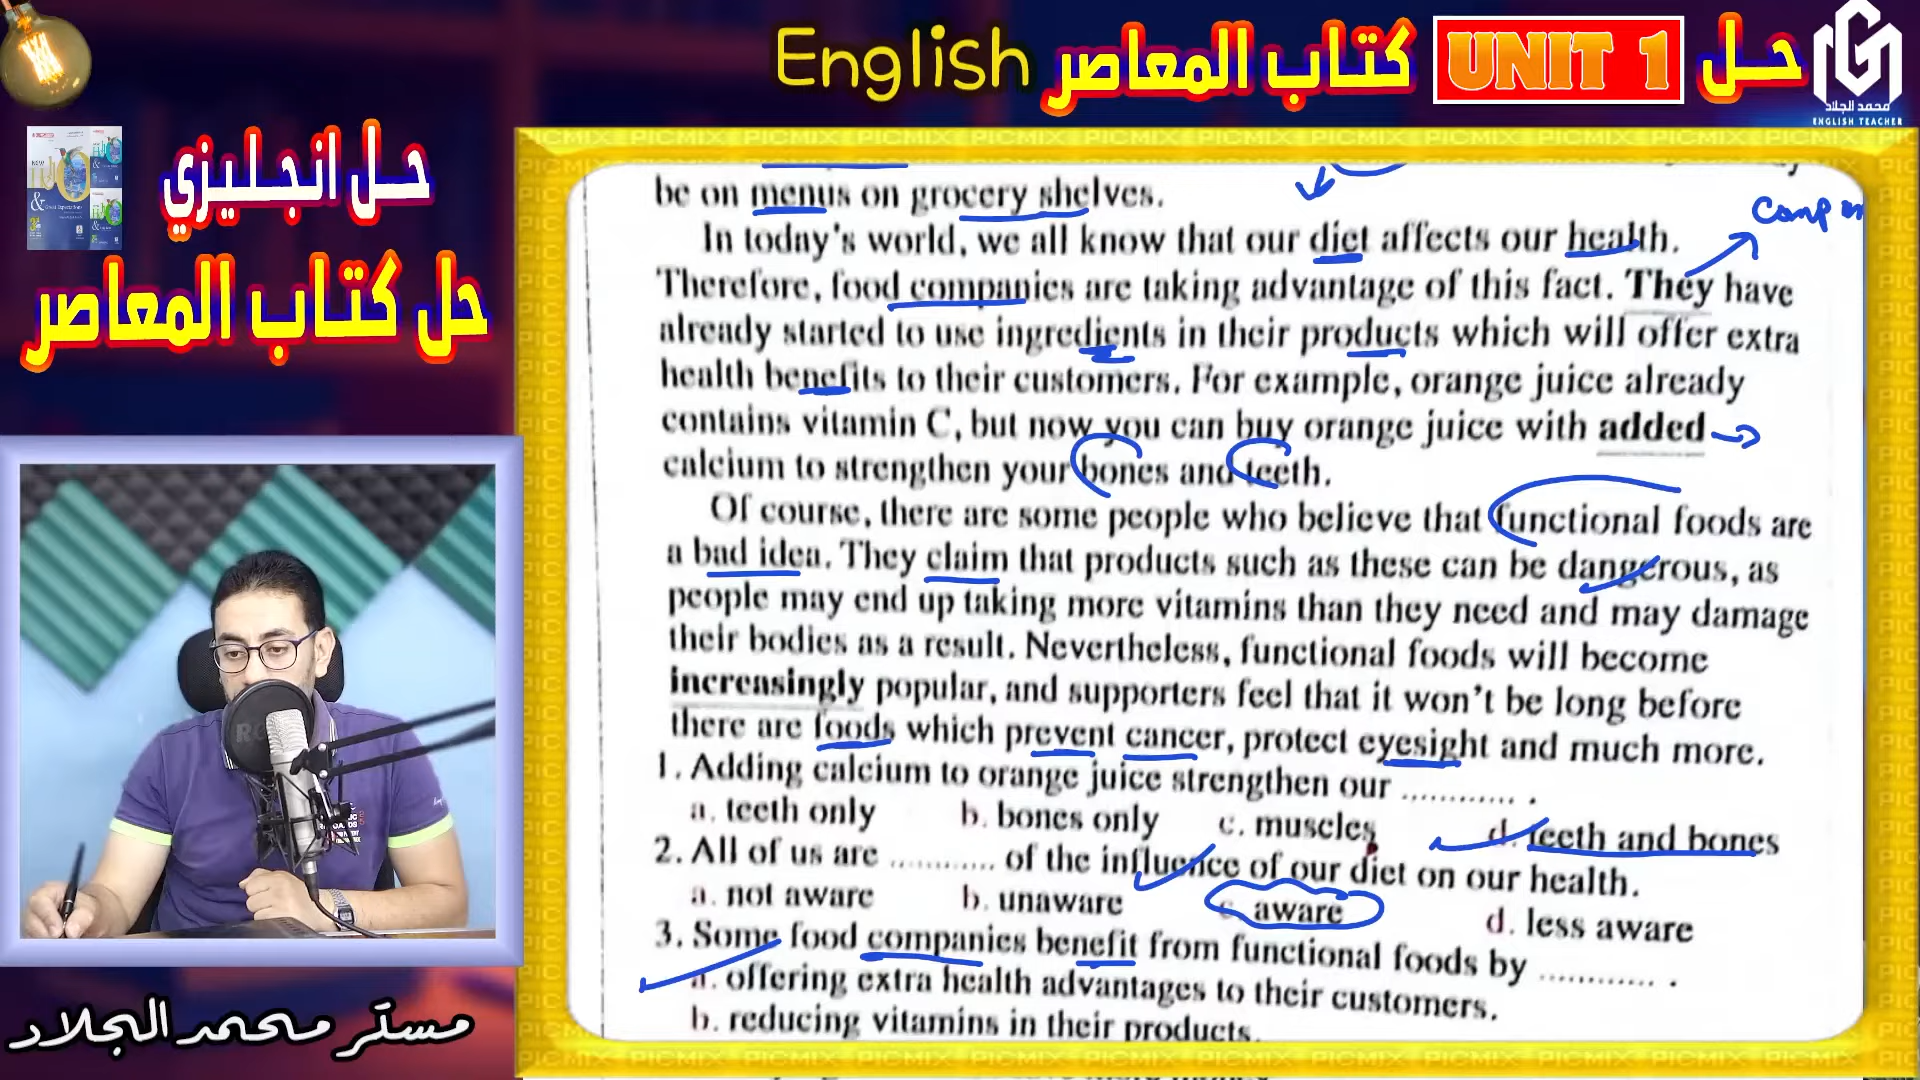 حل UNIT 1 كتاب المعاصر English
محمد الجلاد
ENGLISH TEACHER
حل انجليزي
حل كتاب المعاصر
be on menus on grocery shelves.
In today's world, we all know that our diet affects our health.
Therefore, food companies are taking advantage of this fact. They have
already started to use ingredients in their products which will offer extra
health benefits to their customers. For example, orange juice already
contains vitamin C, but now you can buy orange juice with added
calcium to strengthen your bones and teeth.
Of course, there are some people who believe that functional foods are
a bad idea. They claim that products such as these can be dangerous, as
people may end up taking more vitamins than they need and may damage
their bodies as a result. Nevertheless, functional foods will become
increasingly popular, and supporters feel that it won't be long before
there are foods which prevent cancer, protect eyesight and much more.
1. Adding calcium to orange juice strengthen our ............ .
a. teeth only b. bones only c. muscles d. teeth and bones
2. All of us are ............ of the influence of our diet on our health.
a. not aware b. unaware c. aware d. less aware
3. Some food companies benefit from functional foods by ............ .
a. offering extra health advantages to their customers.
b. reducing vitamins in their products.
مستر محمد الجلاد